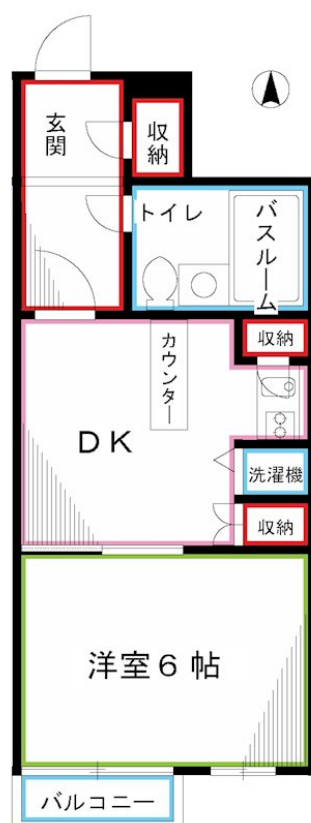 玄関
収納
トイレ
バスルーム
収納
カウンター
DK
洗濯機
収納
洋室6帖
バルコニー